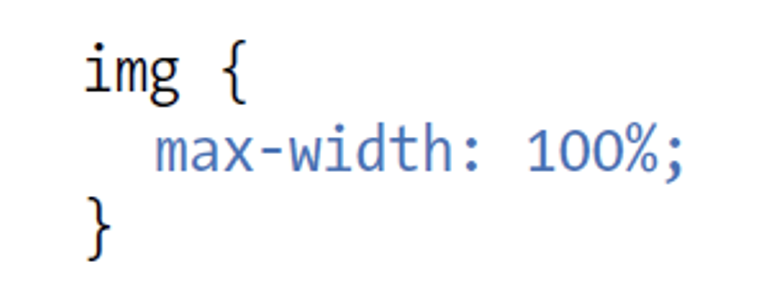 img {
  max-width: 100%;
}